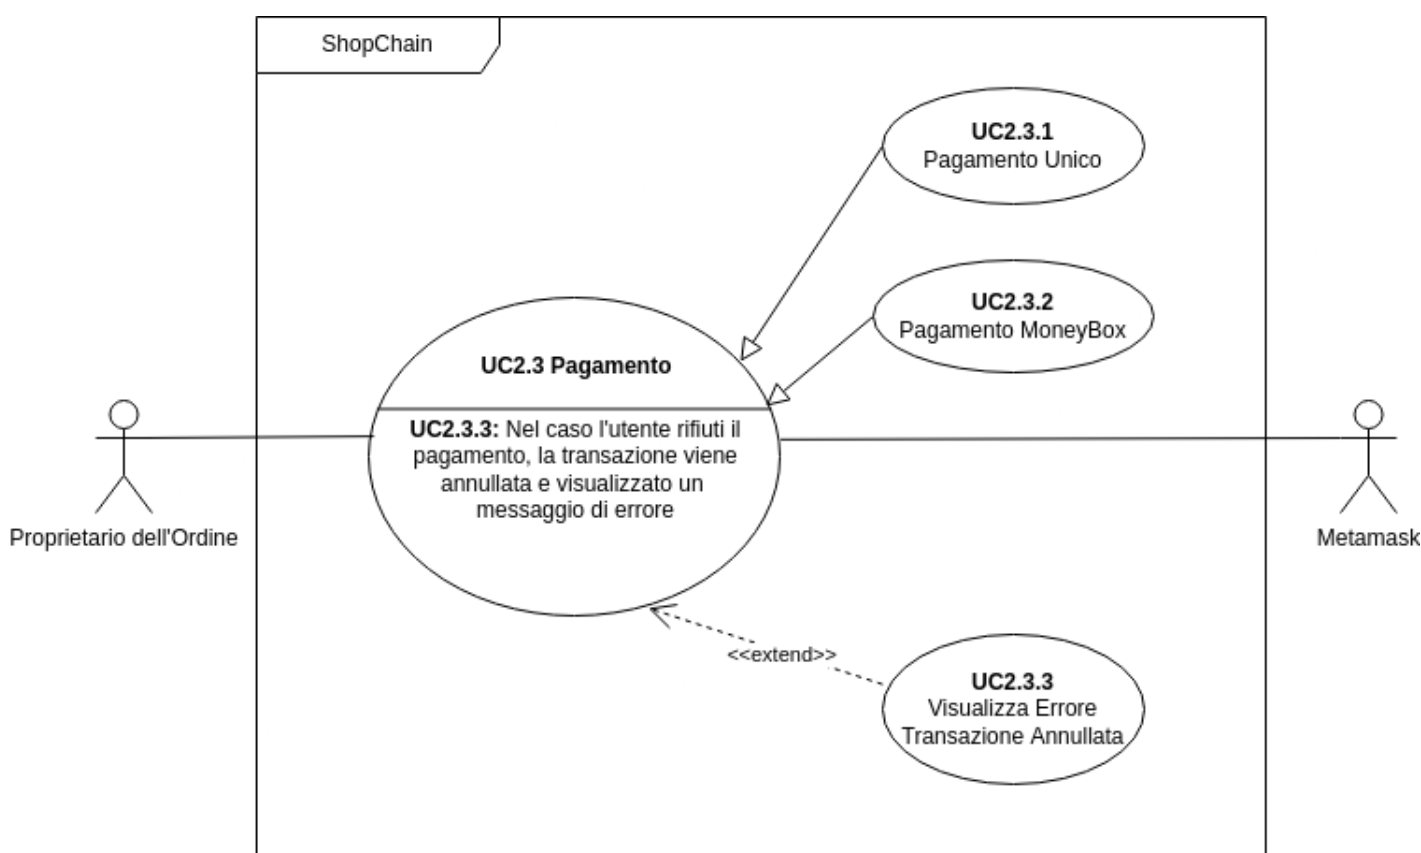 ShopChain
UC2.3.1
Pagamento Unico
UC2.3.2
Pagamento MoneyBox
UC2.3 Pagamento
UC2.3.3: Nel caso l'utente rifiuti il
pagamento, la transazione viene
annullata e visualizzato un
messaggio di errore
Proprietario dell'Ordine
Metamask
<<extend>>
UC2.3.3
Visualizza Errore
Transazione Annullata